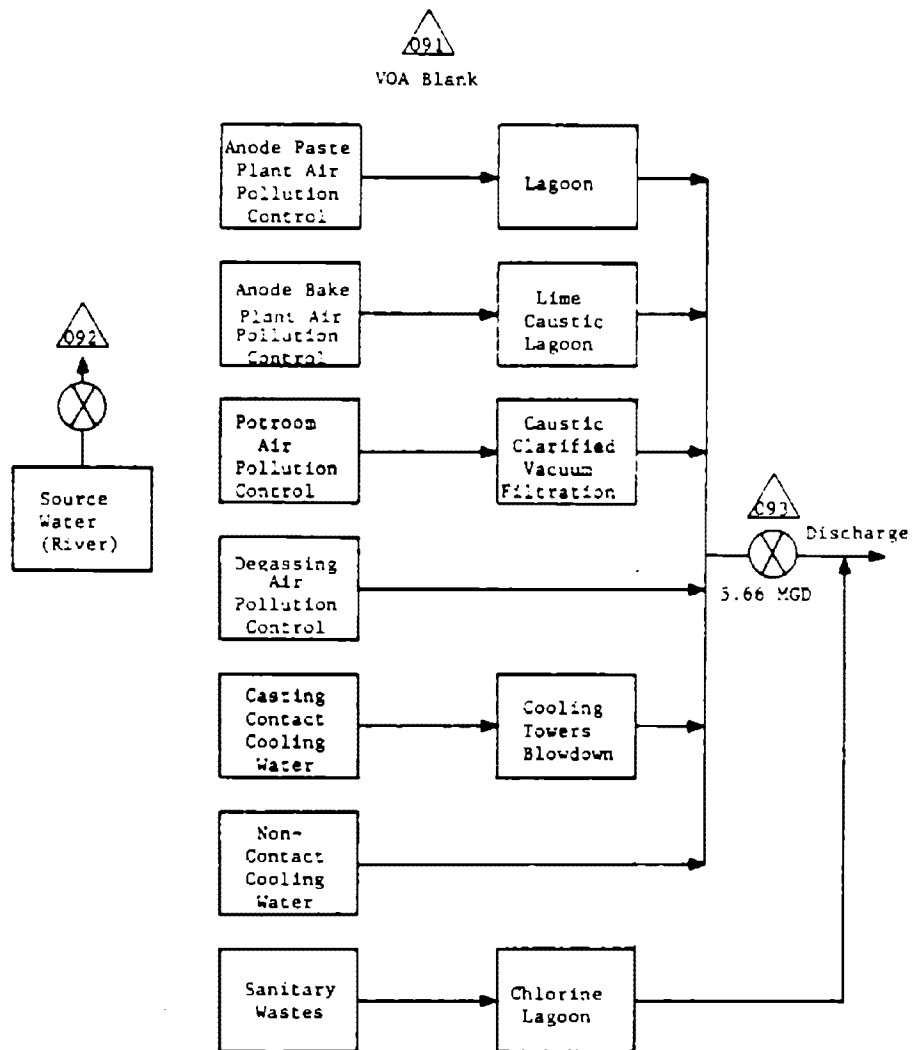 091
VOA Blank
Anode Paste
Plant Air
Pollution
Control
Lagoon
Anode Bake
Plant Air
Pollution
Control
Lime
Caustic
Lagoon
092
Source
Water
(River)
Potroom
Air
Pollution
Control
Caustic
Clarified
Vacuum
Filtration
093
Discharge
5.66 MGD
Degassing
Air
Pollution
Control
Casting
Contact
Cooling
Water
Cooling
Towers
Blowdown
Non-
Contact
Cooling
Water
Sanitary
Wastes
Chlorine
Lagoon